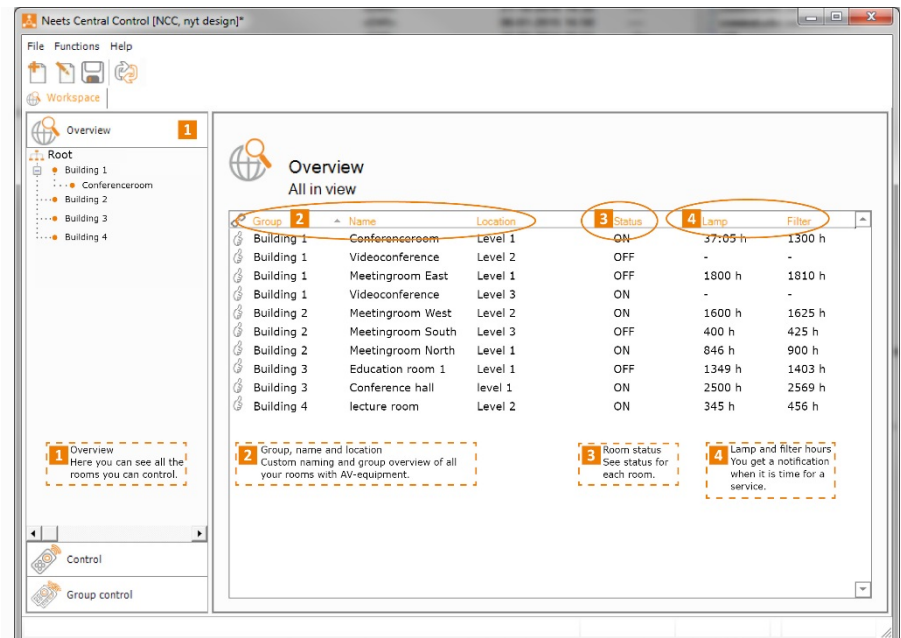 Neets Central Control [NCC, nyt design]*
File Functions Help
Workspace
Overview 1
Root
Building 1
Conferenceroom
Building 2
Building 3
Building 4
Overview
All in view
Group 2 Name Location 3 Status 4 Lamp Filter
Building 1 Conferenceroom Level 1 ON 37:05 h 1300 h
Building 1 Videoconference Level 2 OFF - -
Building 1 Meetingroom East Level 1 OFF 1800 h 1810 h
Building 1 Videoconference Level 3 ON - -
Building 2 Meetingroom West Level 2 ON 1600 h 1625 h
Building 2 Meetingroom South Level 3 OFF 400 h 425 h
Building 2 Meetingroom North Level 1 ON 846 h 900 h
Building 3 Education room 1 Level 1 OFF 1349 h 1403 h
Building 3 Conference hall level 1 ON 2500 h 2569 h
Building 4 lecture room Level 2 ON 345 h 456 h
1 Overview
Here you can see all the
rooms you can control.
2 Group, name and location
Custom naming and group overview of all
your rooms with AV-equipment.
3 Room status
See status for
each room.
4 Lamp and filter hours
You get a notification
when it is time for a
service.
Control
Group control